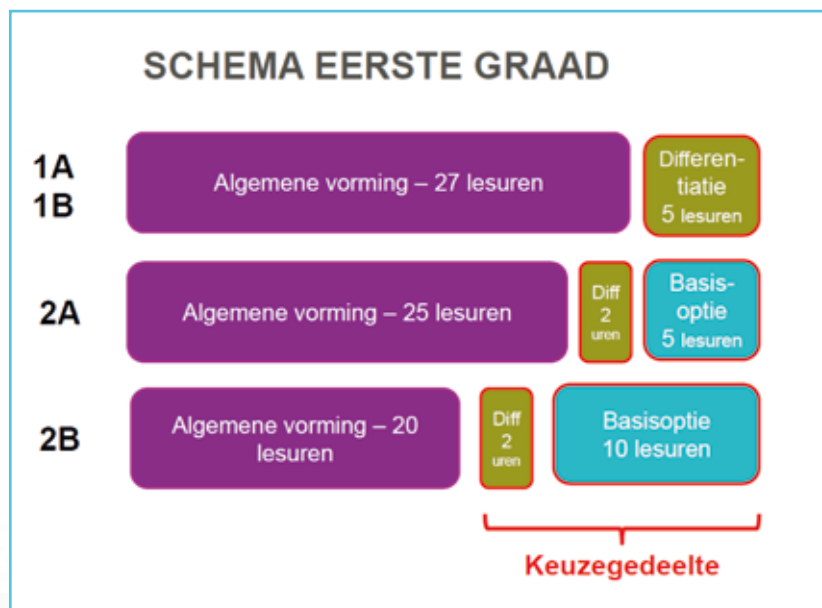 SCHEMA EERSTE GRAAD
1A
1B
Algemene vorming – 27 lesuren
Differen-
tiatie
5 lesuren
2A
Algemene vorming – 25 lesuren
Diff
2
uren
Basis-
optie
5 lesuren
2B
Algemene vorming – 20
lesuren
Diff
2
uren
Basisoptie
10 lesuren
Keuzegedeelte